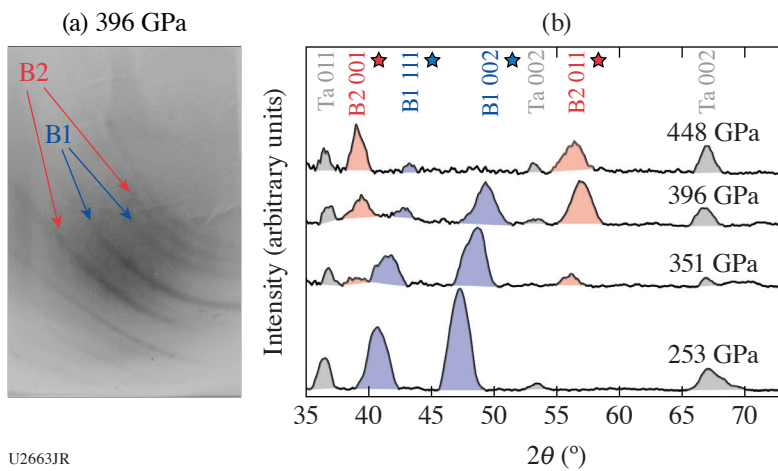 (a) 396 GPa
B2
B1
U2663JR
(b)
Ta 011
B2 001
B1 111
B1 002
Ta 002
B2 011
Ta 002
448 GPa
396 GPa
351 GPa
253 GPa
Intensity (arbitrary units)
35 40 45 50 55 60 65 70
2θ (º)